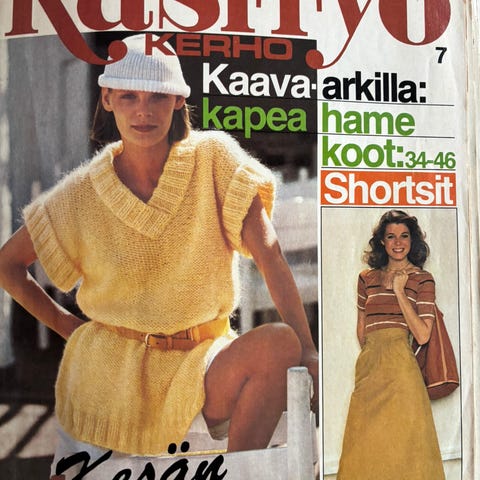 Käsityö
KERHO
7
Kaava-arkilla:
kapea hame
koot:34-46
Shortsit
Kesän